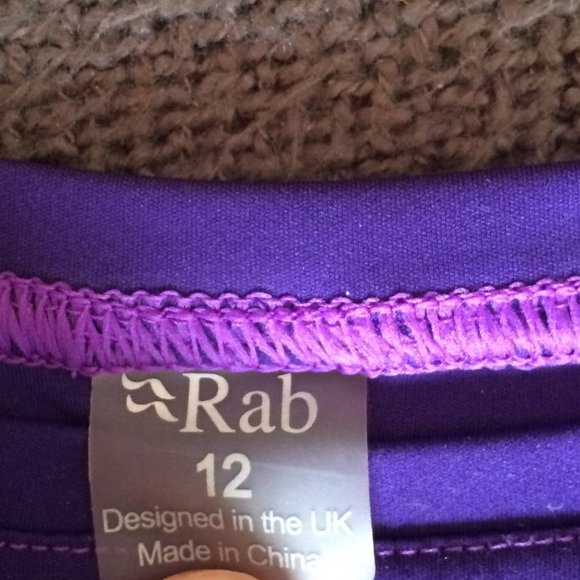 Rab
12
Designed in the UK
Made in China